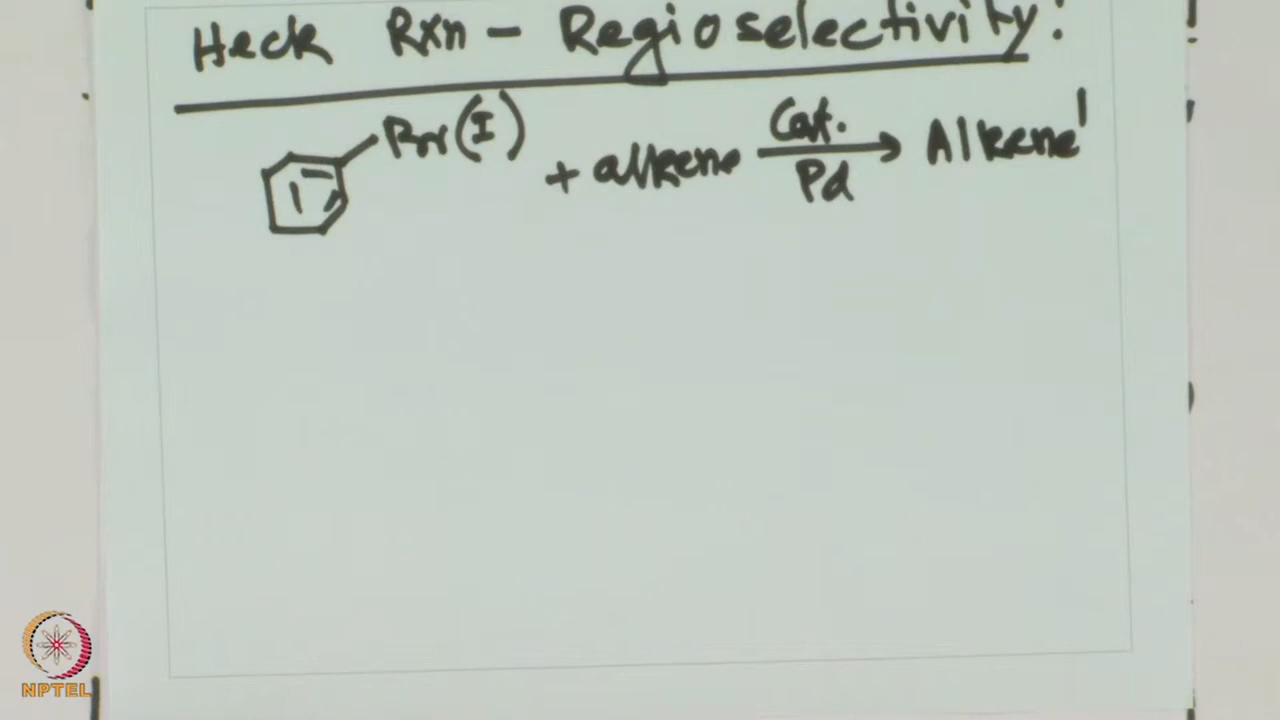 Heck Rxn - Regioselectivity:
Br(I) + alkene Cat. Pd → Alkene'
NPTEL